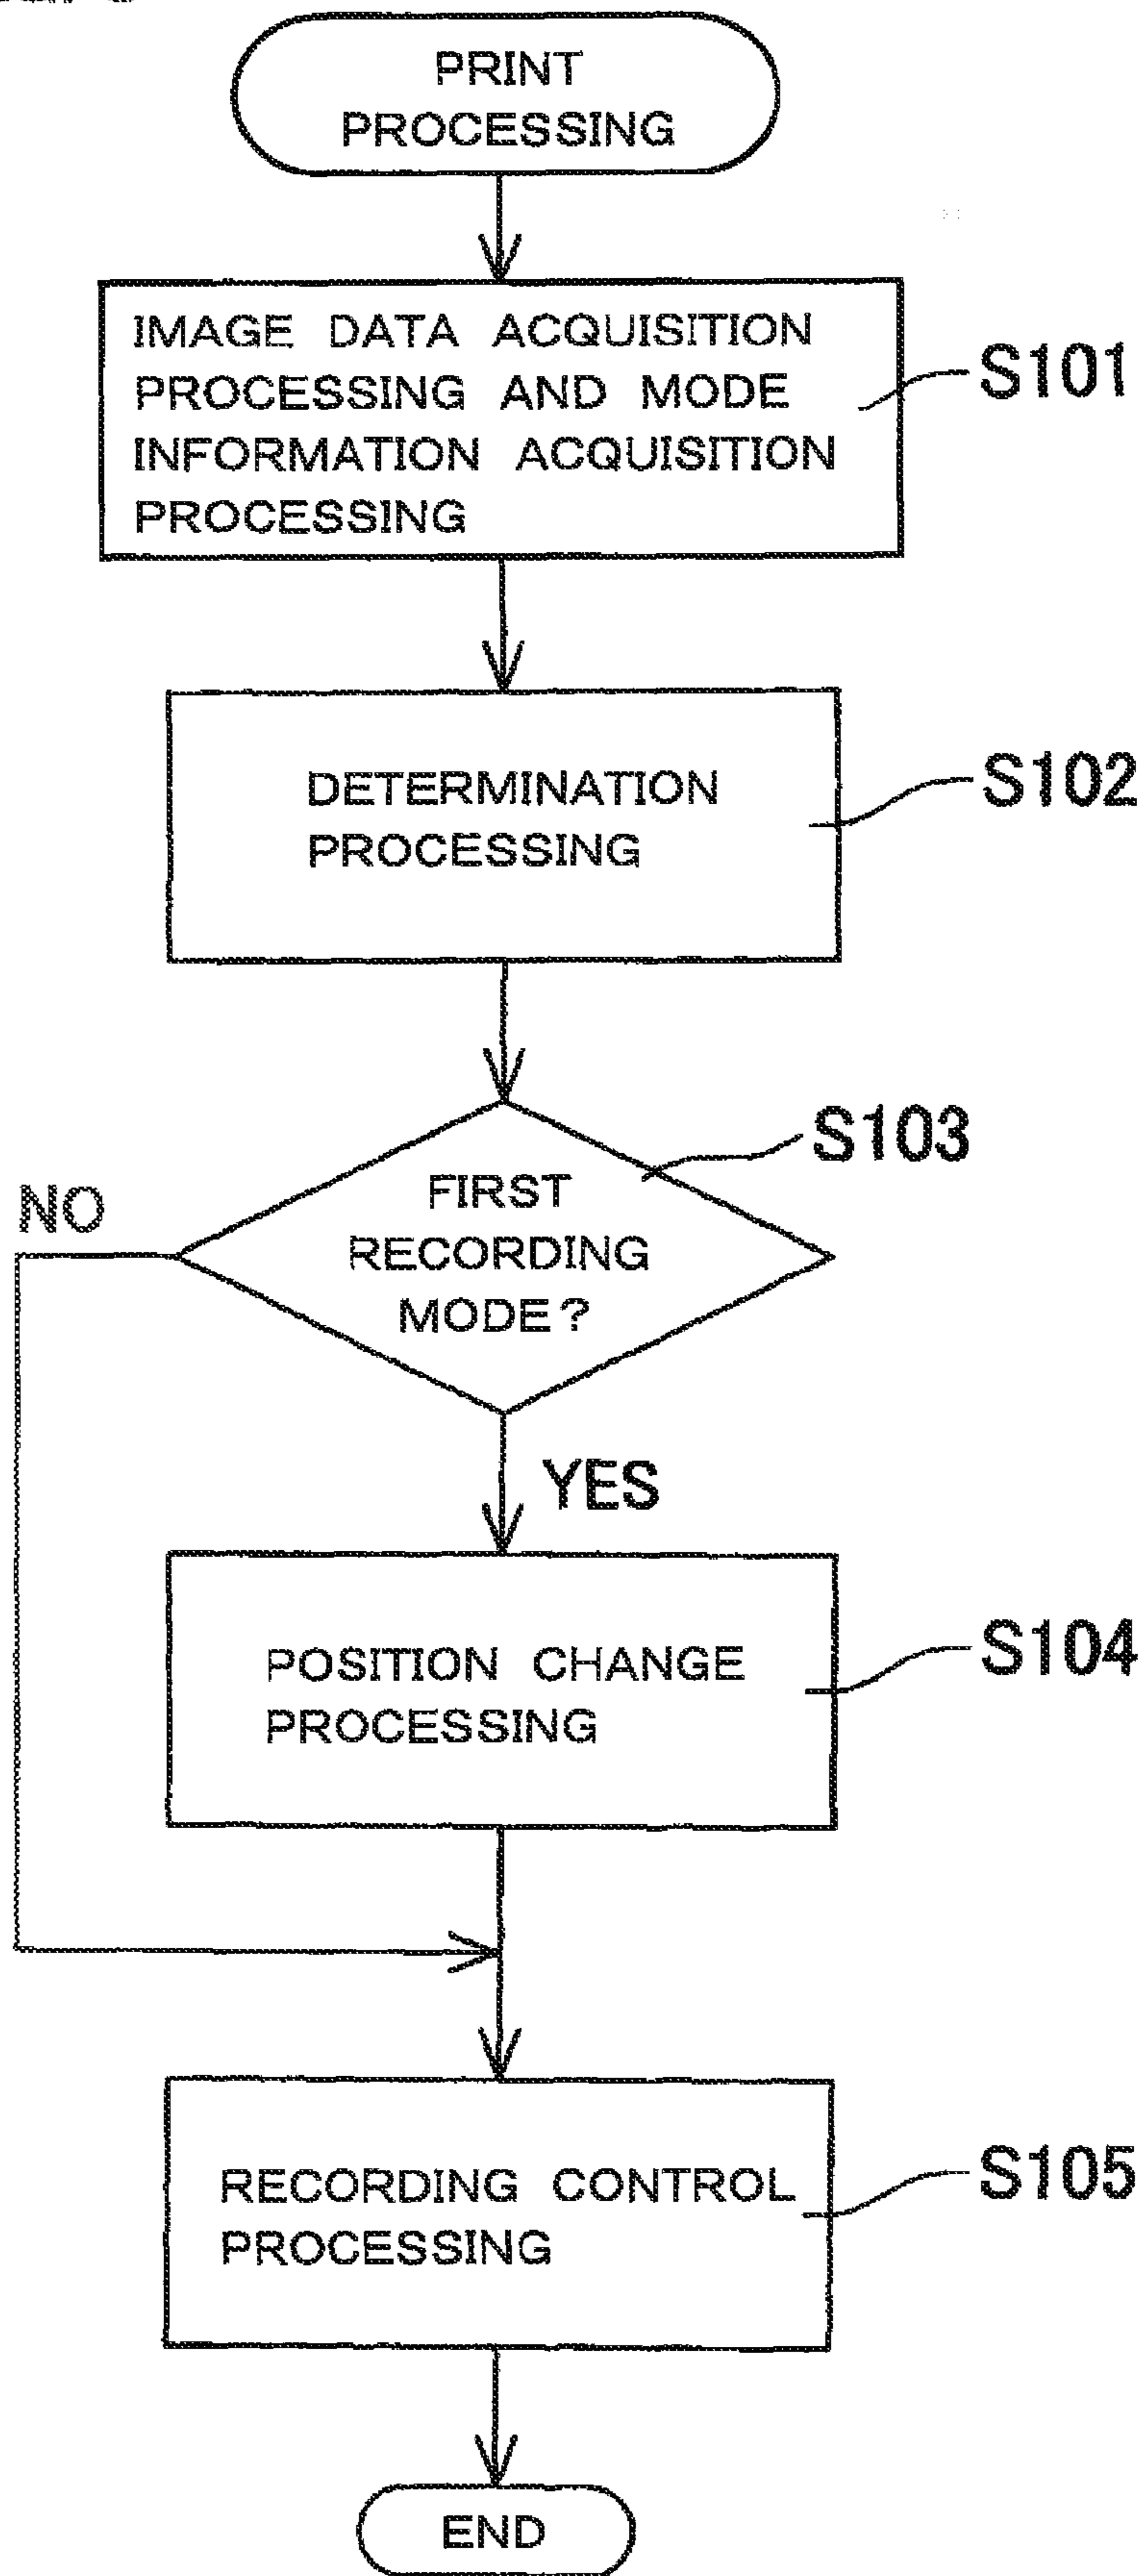 PRINT
PROCESSING
IMAGE DATA ACQUISITION
PROCESSING AND MODE
INFORMATION ACQUISITION
PROCESSING
S101
DETERMINATION
PROCESSING
S102
FIRST
RECORDING
MODE?
S103
NO
YES
POSITION CHANGE
PROCESSING
S104
RECORDING CONTROL
PROCESSING
S105
END